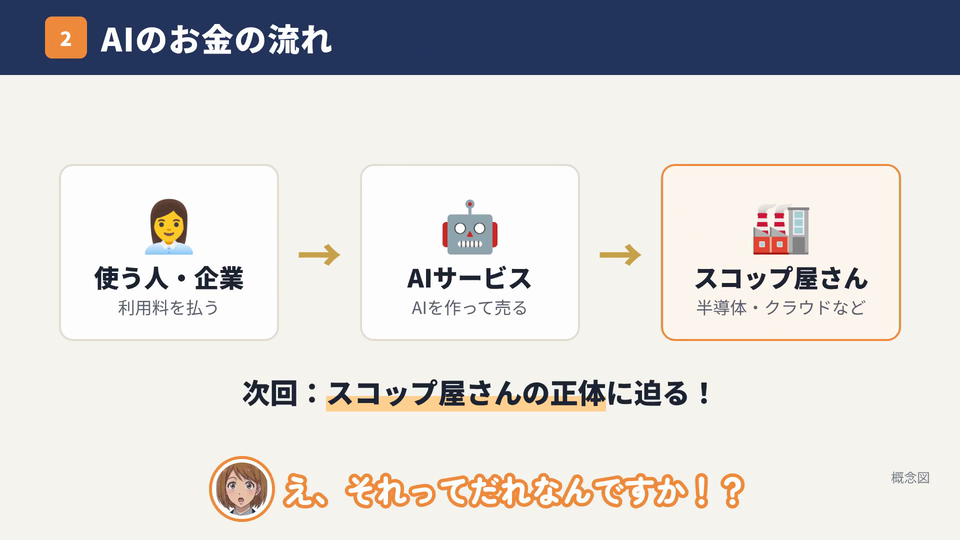 2
AIのお金の流れ
使う人・企業
利用料を払う
→
AIサービス
AIを作って売る
→
スコップ屋さん
半導体・クラウドなど
次回：スコップ屋さんの正体に迫る！
え、それってだれなんですか！？
概念図